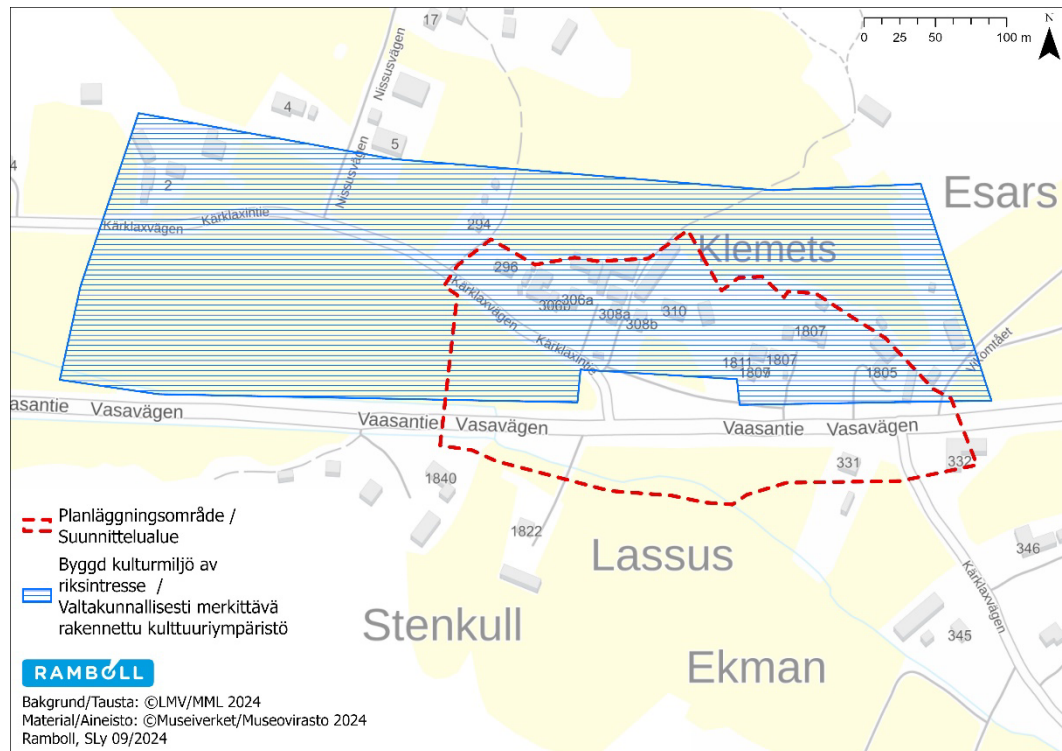 17
N
0 25 50 100 m
Nissusvägen
4
5
4
2
Esars
Nissusvägen
Kärklaxvägen Kärklaxintie
294
Klemets
296
Kärklaxvägen
306b 306a
308a
308b
310
1807
Kärklaxintie
1811 1807
1809
1805
Vikomtået
aasantie Vasavägen Vaasantie Vasavägen Vaasantie Vasavägen
1840
331
332
1822
Lassus
346
Kärklaxvägen
Stenkull
345
Ekman
Planläggningsområde /
Suunnittelualue
Byggd kulturmiljö av
riksintresse /
Valtakunnallisesti merkittävä
rakennettu kulttuuriympäristö
RAMBOLL
Bakgrund/Tausta: ©LMV/MML 2024
Material/Aineisto: ©Museiverket/Museovirasto 2024
Ramboll, SLy 09/2024